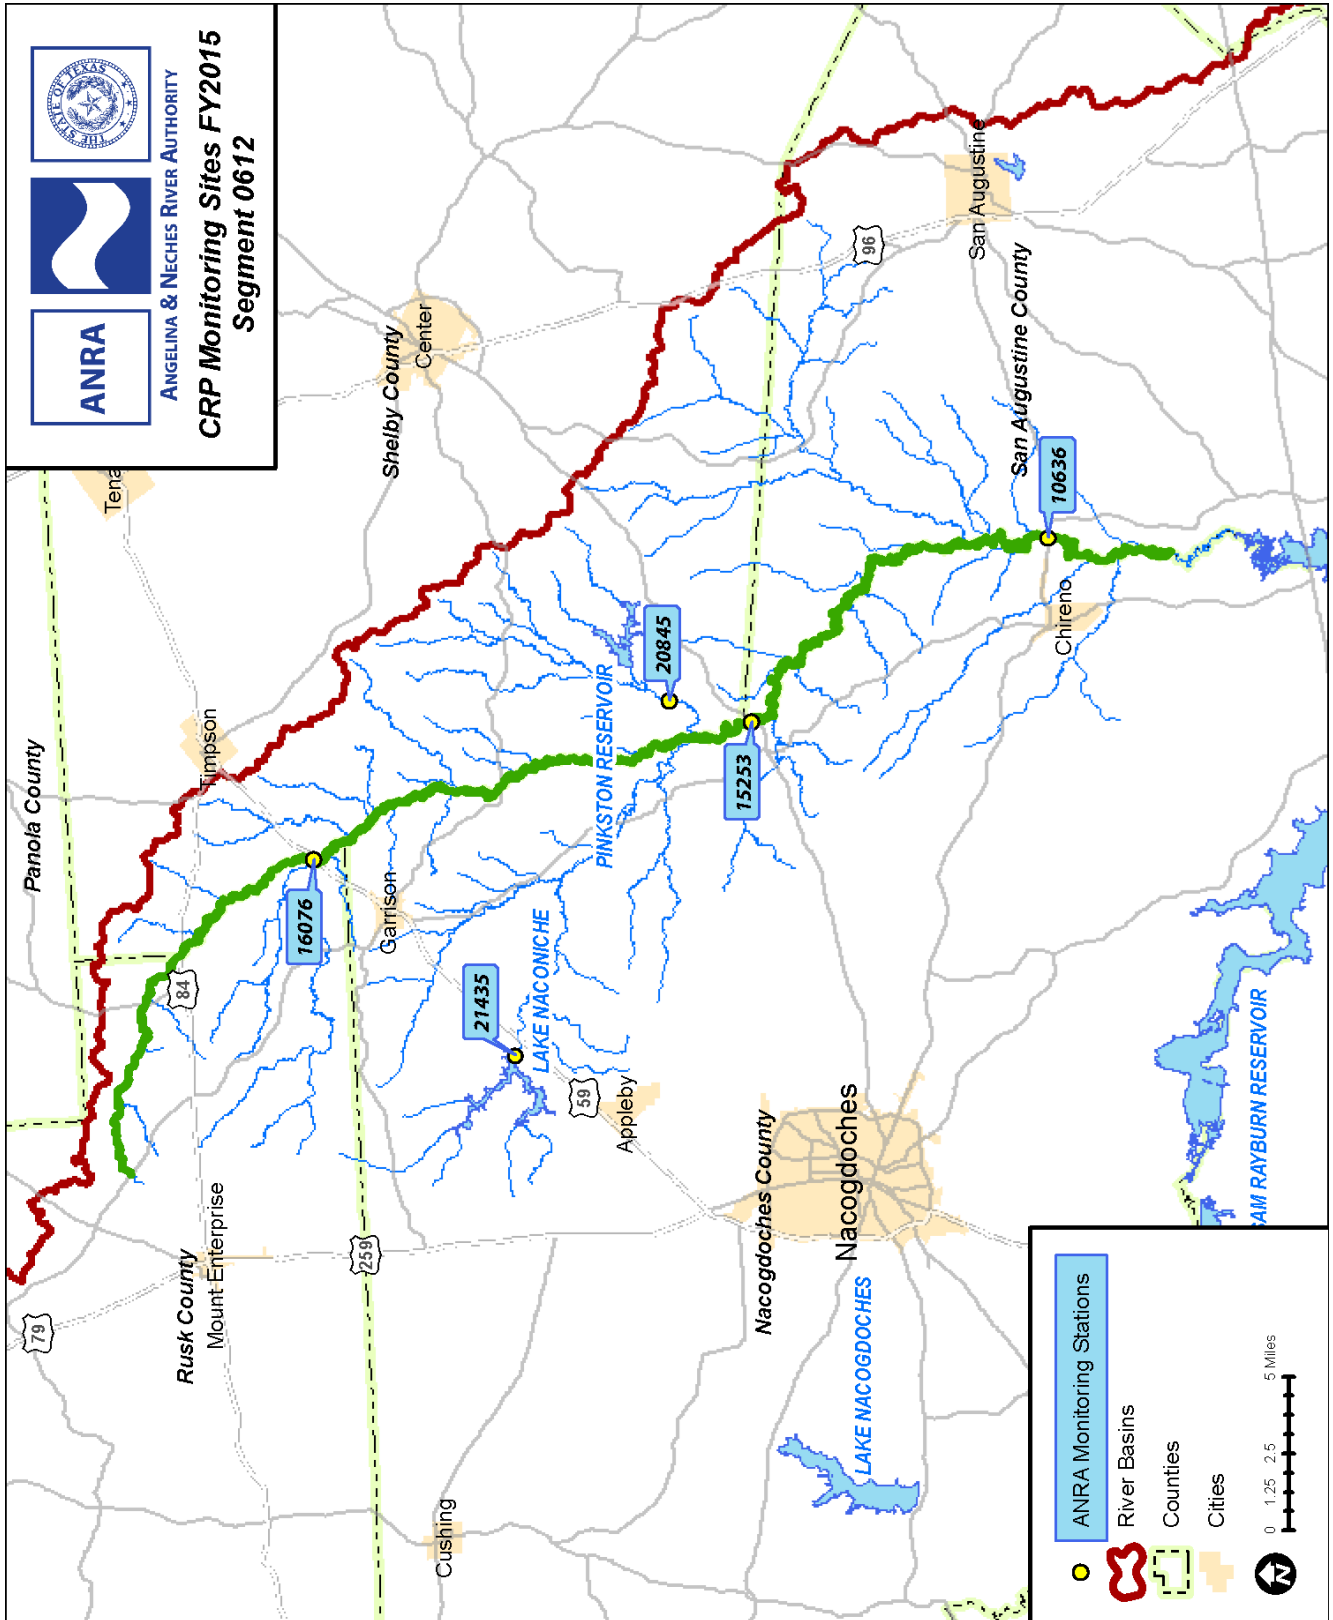 ANRA
THE STATE OF TEXAS
ANGELINA & NECHES RIVER AUTHORITY
CRP Monitoring Sites FY2015
Segment 0612
Panola County
Tena
Timpson
Shelby County
Center
79
Rusk County
Mount Enterprise
84
16076
259
Garrison
Cushing
21435
LAKE NACONICHE
59
Appleby
PINKSTON RESERVOIR
20845
15253
96
San Augustine
San Augustine County
10636
Chireno
Nacogdoches County
Nacogdoches
LAKE NACOGDOCHES
SAM RAYBURN RESERVOIR
ANRA Monitoring Stations
River Basins
Counties
Cities
N
0 1.25 2.5 5 Miles